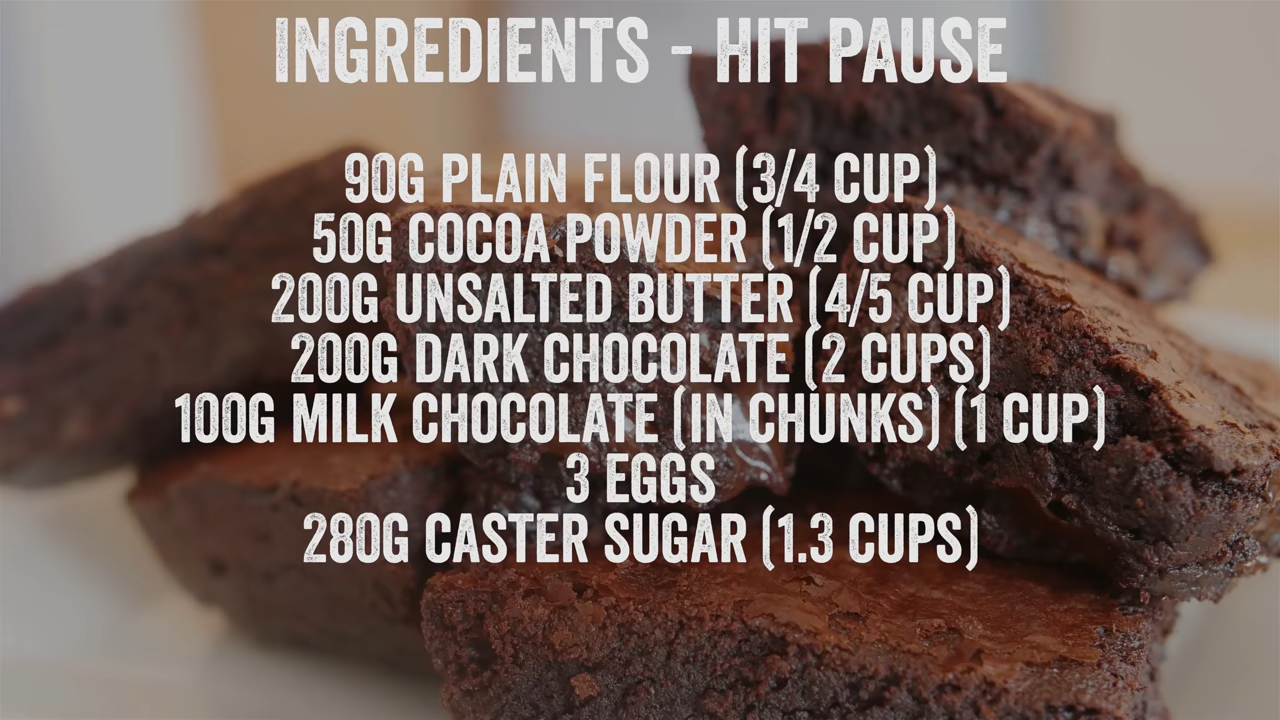 INGREDIENTS - HIT PAUSE
90G PLAIN FLOUR (3/4 CUP)
50G COCOA POWDER (1/2 CUP)
200G UNSALTED BUTTER (4/5 CUP)
200G DARK CHOCOLATE (2 CUPS)
100G MILK CHOCOLATE (IN CHUNKS) (1 CUP)
3 EGGS
280G CASTER SUGAR (1.3 CUPS)